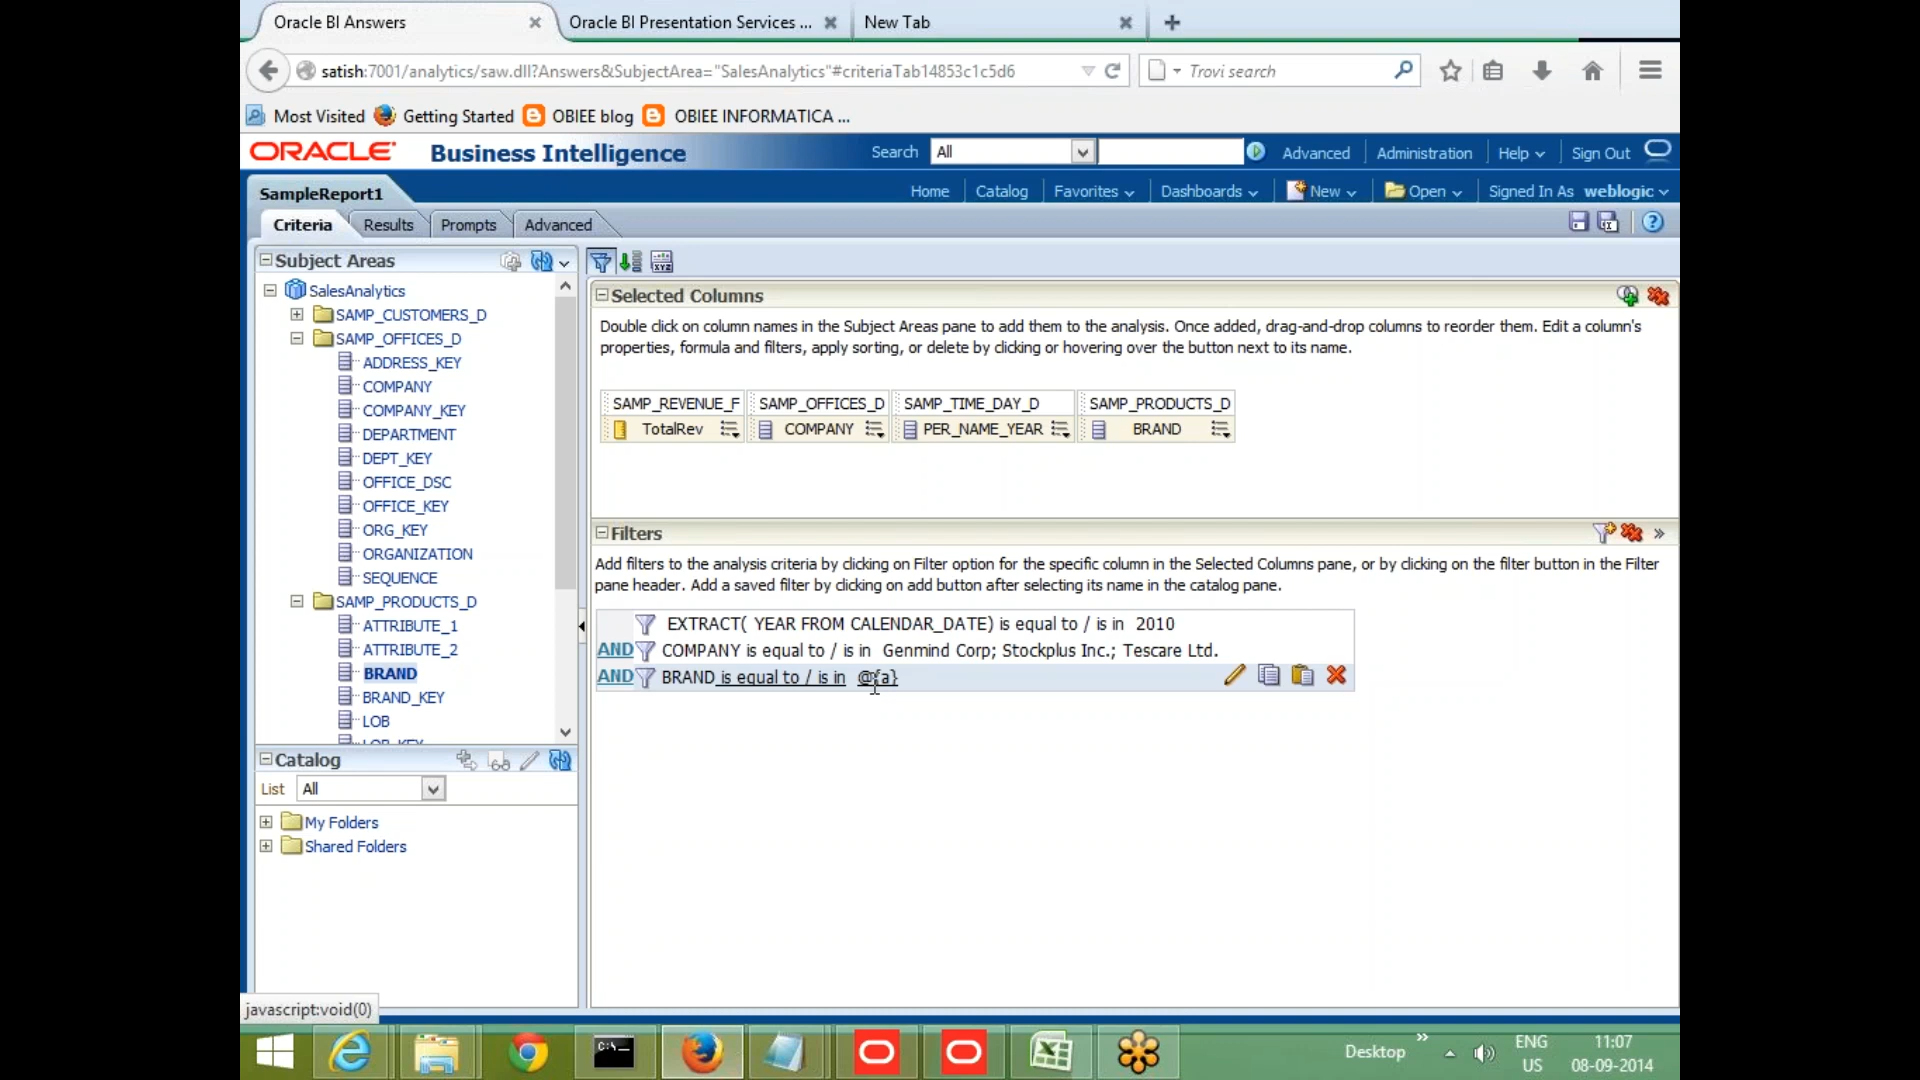 Oracle BI Answers
Oracle BI Presentation Services ...
New Tab
satish:7001/analytics/saw.dll?Answers&SubjectArea="SalesAnalytics"#criteriaTab14853c1c5d6
Trovi search
Most Visited Getting Started OBIEE blog OBIEE INFORMATICA ...
ORACLE Business Intelligence
Search All Advanced Administration Help Sign Out
SampleReport1
Home Catalog Favorites Dashboards New Open Signed In As weblogic
Criteria Results Prompts Advanced
Subject Areas
SalesAnalytics
SAMP_CUSTOMERS_D
SAMP_OFFICES_D
ADDRESS_KEY
COMPANY
COMPANY_KEY
DEPARTMENT
DEPT_KEY
OFFICE_DSC
OFFICE_KEY
ORG_KEY
ORGANIZATION
SEQUENCE
SAMP_PRODUCTS_D
ATTRIBUTE_1
ATTRIBUTE_2
BRAND
BRAND_KEY
LOB
LOB_KEY
Catalog
List All
My Folders
Shared Folders
javascript:void(0)
Selected Columns
Double click on column names in the Subject Areas pane to add them to the analysis. Once added, drag-and-drop columns to reorder them. Edit a column's
properties, formula and filters, apply sorting, or delete by clicking or hovering over the button next to its name.
SAMP_REVENUE_F SAMP_OFFICES_D SAMP_TIME_DAY_D SAMP_PRODUCTS_D
TotalRev COMPANY PER_NAME_YEAR BRAND
Filters
Add filters to the analysis criteria by clicking on Filter option for the specific column in the Selected Columns pane, or by clicking on the filter button in the Filter
pane header. Add a saved filter by clicking on add button after selecting its name in the catalog pane.
EXTRACT( YEAR FROM CALENDAR_DATE) is equal to / is in 2010
AND COMPANY is equal to / is in Genmind Corp; Stockplus Inc.; Tescare Ltd.
AND BRAND is equal to / is in @{a}
Desktop
ENG
US
11:07
08-09-2014